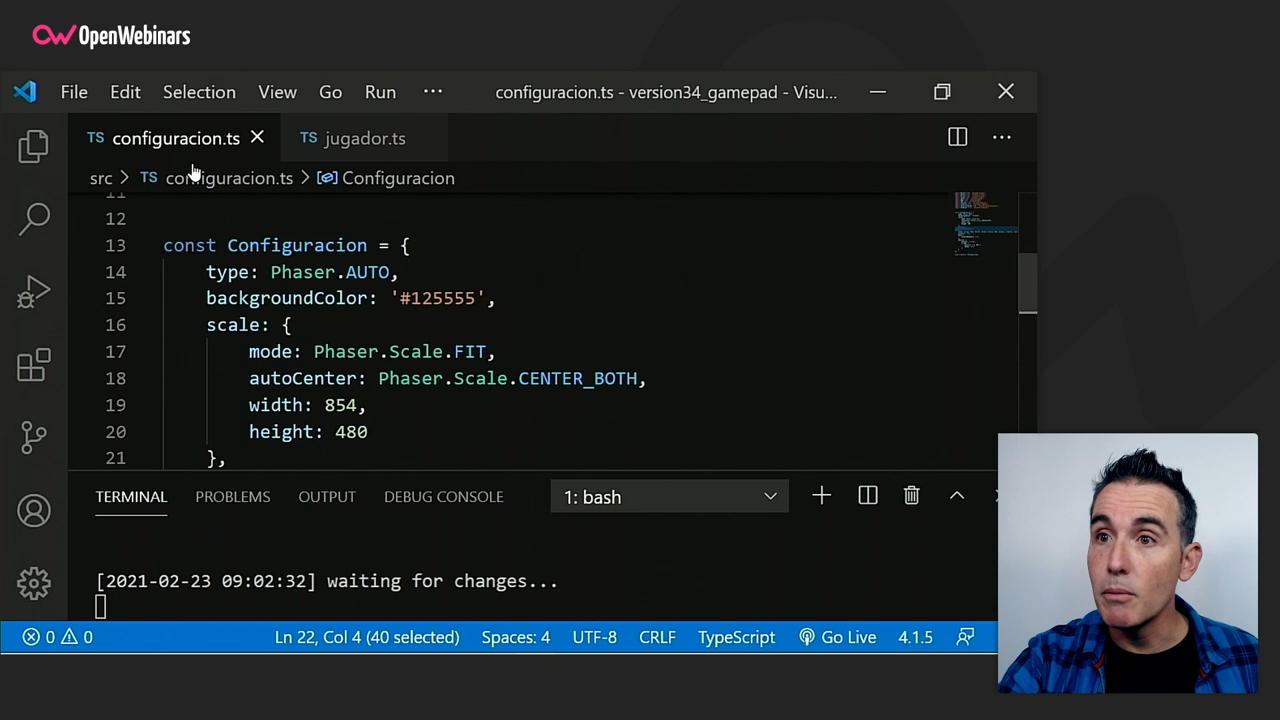 OpenWebinars
File Edit Selection View Go Run ··· configuracion.ts - version34_gamepad - Visu...
TS configuracion.ts TS jugador.ts ···
src > TS configuracion.ts > Configuracion
11
12
13 const Configuracion = {
14 type: Phaser.AUTO,
15 backgroundColor: '#125555',
16 scale: {
17 mode: Phaser.Scale.FIT,
18 autoCenter: Phaser.Scale.CENTER_BOTH,
19 width: 854,
20 height: 480
21 },
TERMINAL PROBLEMS OUTPUT DEBUG CONSOLE 1: bash
[2021-02-23 09:02:32] waiting for changes...
0 0 Ln 22, Col 4 (40 selected) Spaces: 4 UTF-8 CRLF TypeScript Go Live 4.1.5